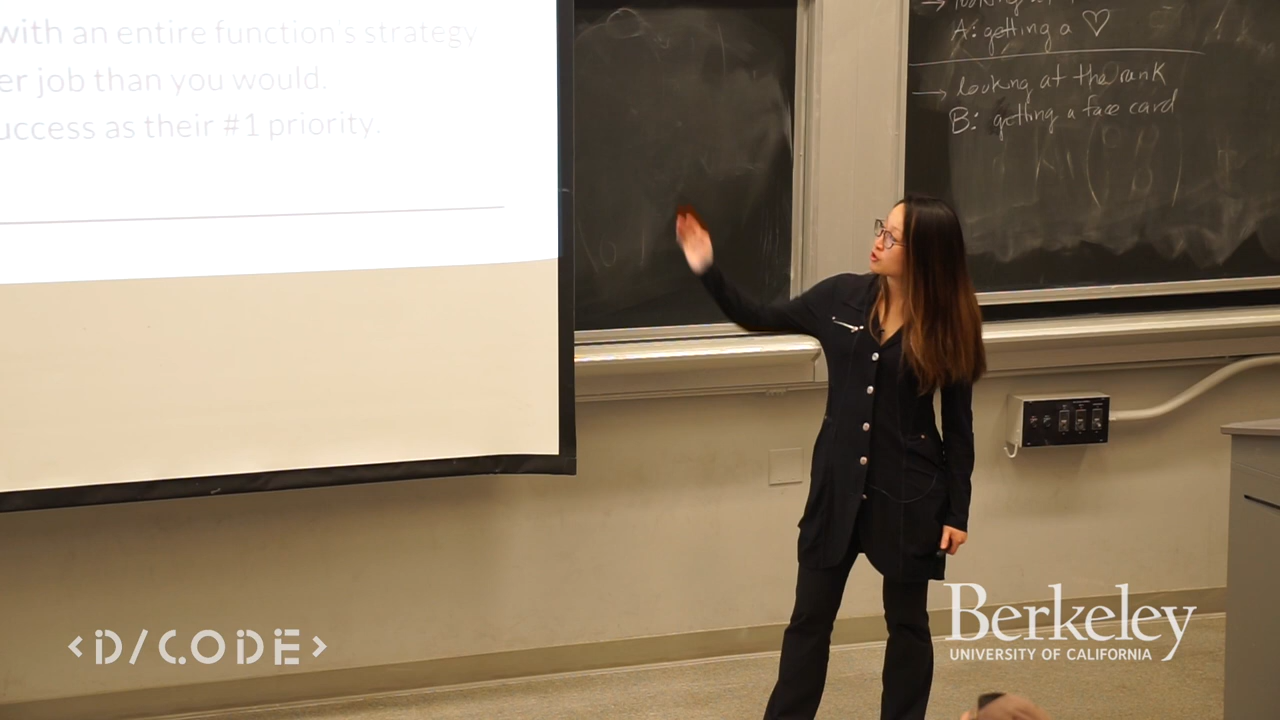 with an entire function's strategy
er job than you would.
uccess as their #1 priority.
A: getting a ♡
→ looking at the rank
B: getting a face card
<D/CODE>
Berkeley
UNIVERSITY OF CALIFORNIA